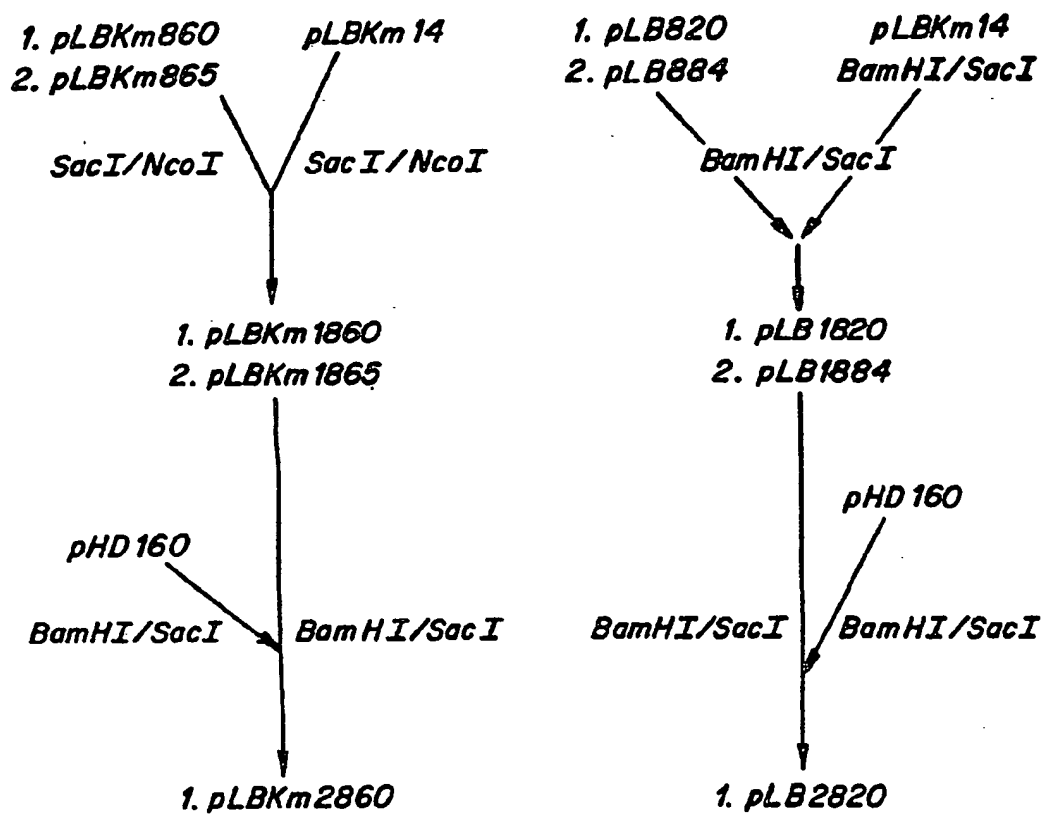 1. pLBKm860
2. pLBKm865
pLBKm14
SacI/NcoI
SacI/NcoI
1. pLBKm1860
2. pLBKm1865
pHD160
BamHI/SacI
BamHI/SacI
1. pLBKm2860
1. pLB820
2. pLB884
pLBKm14
BamHI/SacI
BamHI/SacI
1. pLB1820
2. pLB1884
pHD160
BamHI/SacI
BamHI/SacI
1. pLB2820